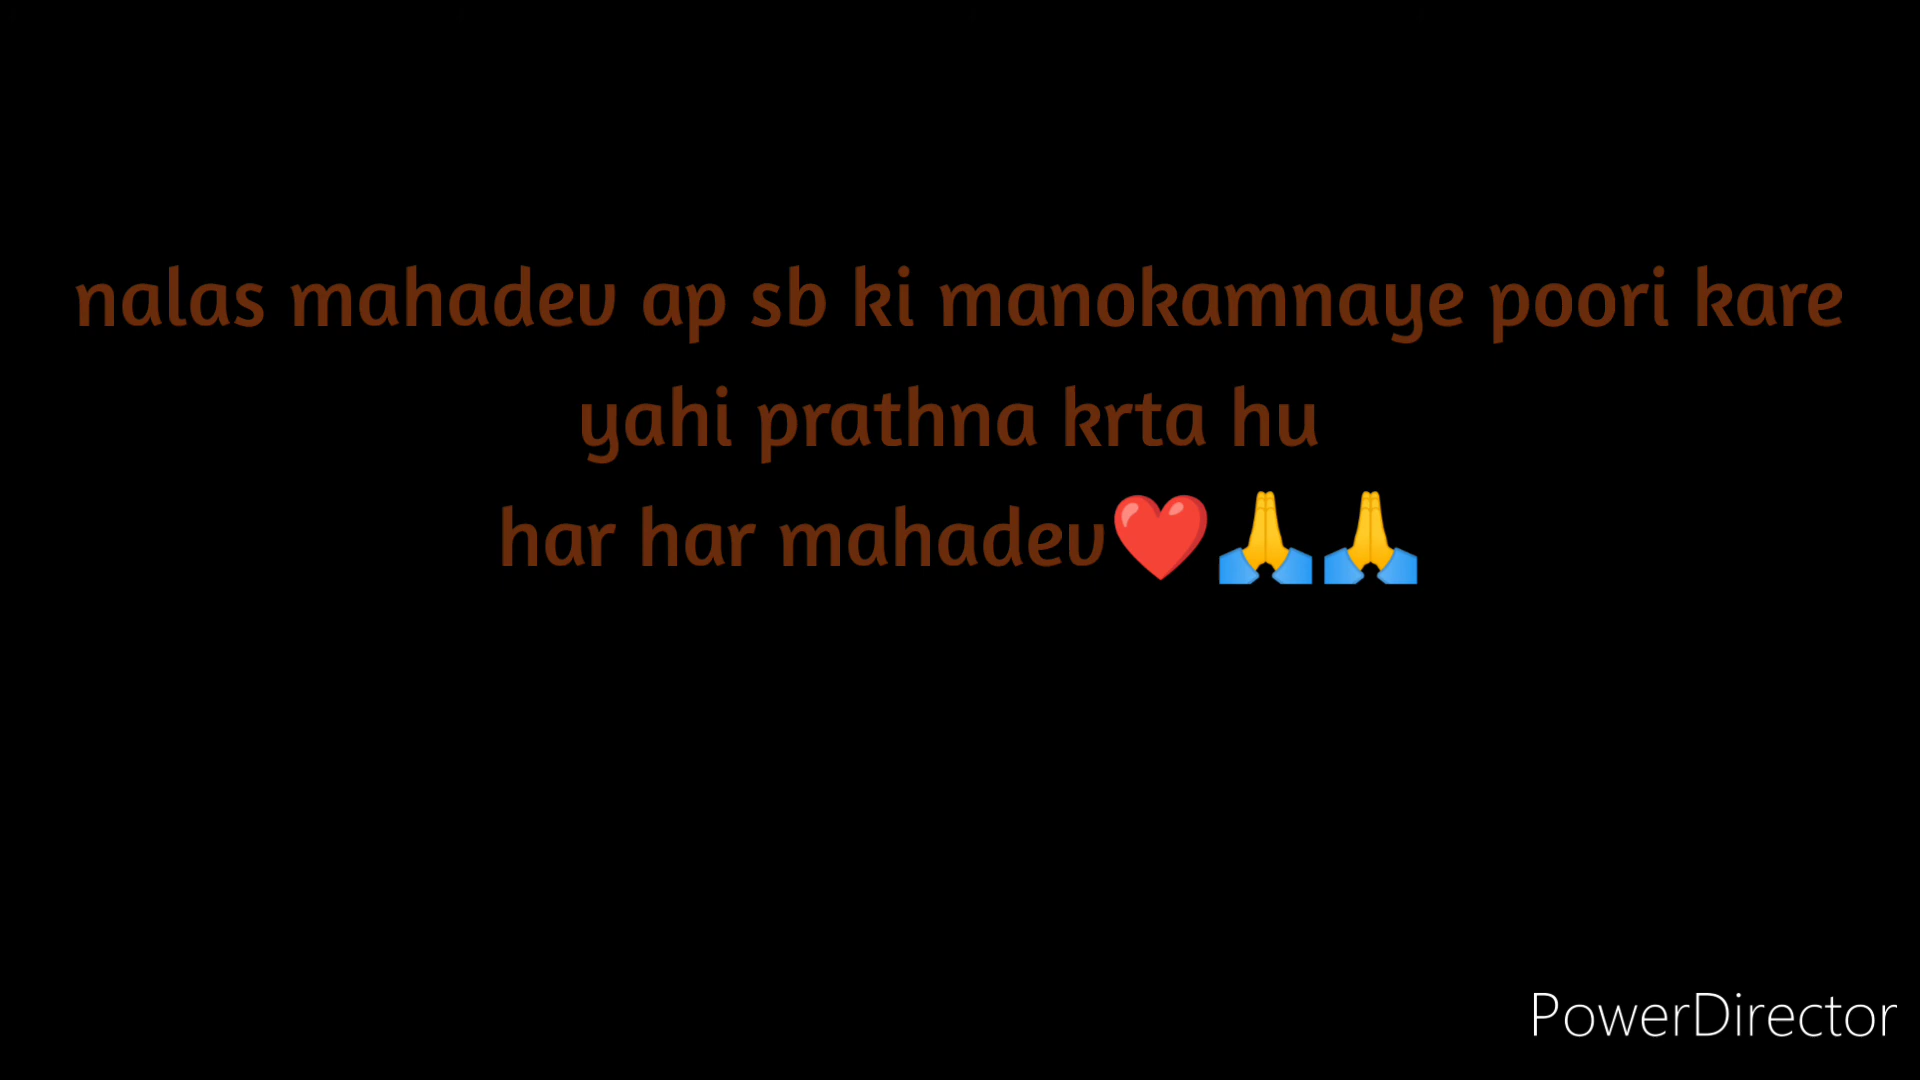 nalas mahadev ap sb ki manokamnaye poori kare
yahi prathna krta hu
har har mahadev❤️🙏🙏
PowerDirector